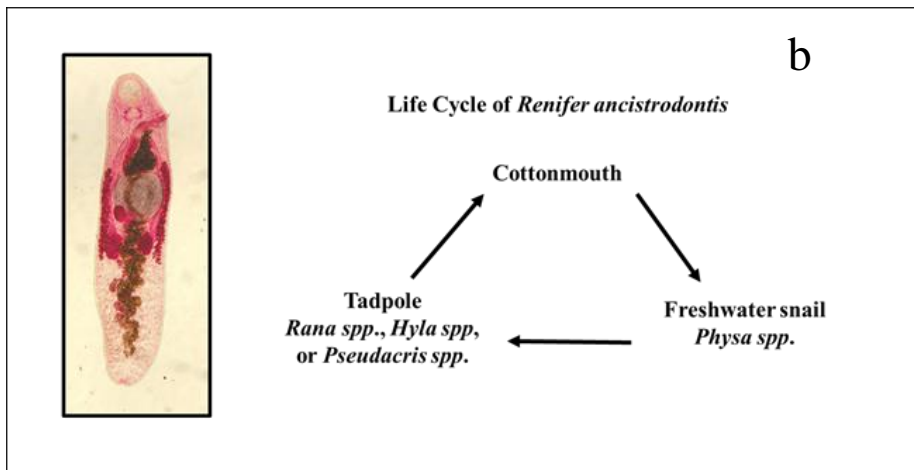 b
Life Cycle of Renifer ancistrodontis
Cottonmouth
Freshwater snail
Physa spp.
Tadpole
Rana spp., Hyla spp,
or Pseudacris spp.